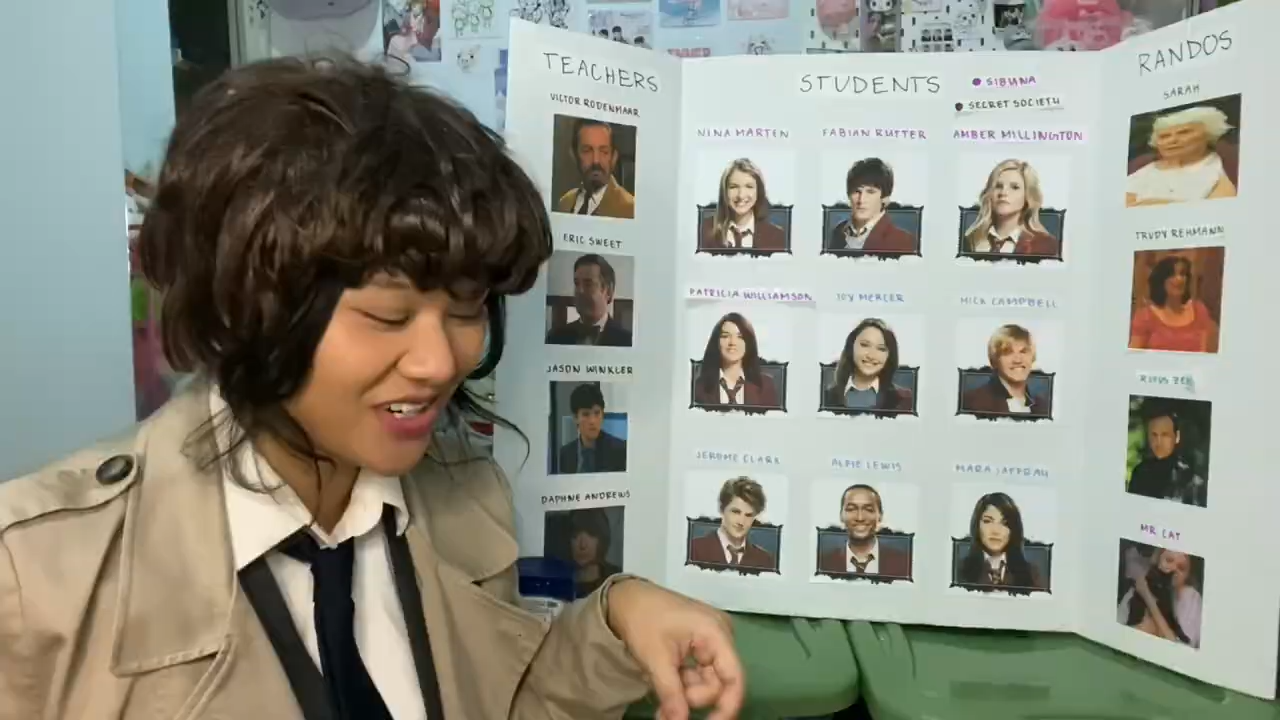 TEACHERS
VICTOR RODENMAAR
ERIC SWEET
JASON WINKLER
DAPHNE ANDREWS
STUDENTS
SIBUNA
SECRET SOCIETY
NINA MARTEN
FABIAN RUTTER
AMBER MILLINGTON
PATRICIA WILLIAMSON
JOY MERCER
MICK CAMPBELL
JEROME CLARK
ALFIE LEWIS
MARA JAFFRAY
RANDOS
SARAH
TRUDY REHMANN
RUFUS ZENO
MR CAT